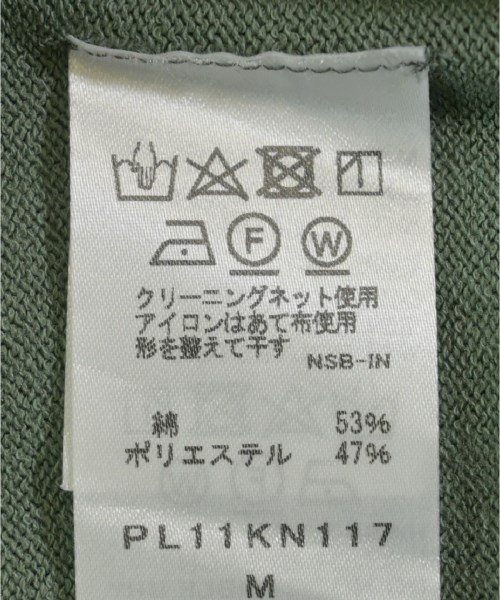 F W
クリーニングネット使用
アイロンはあて布使用
形を整えて干す NSB-IN
綿 53%
ポリエステル 47%
PL11KN117
M